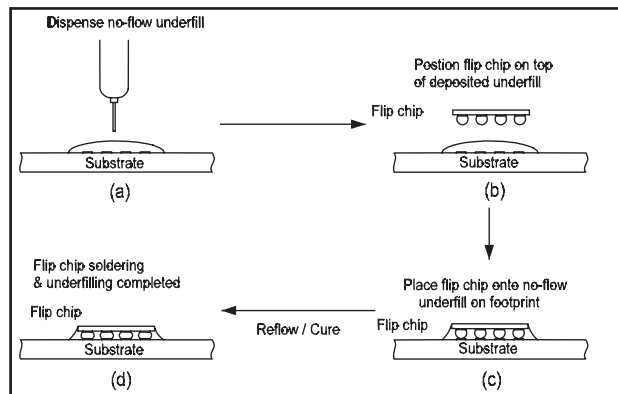 Dispense no-flow underfill
Substrate
(a)
Postion flip chip on top
of deposited underfill
Flip chip
Substrate
(b)
Place flip chip onto no-flow
underfill on footprint
Flip chip
Substrate
(c)
Reflow / Cure
Flip chip soldering
& underfilling completed
Flip chip
Substrate
(d)